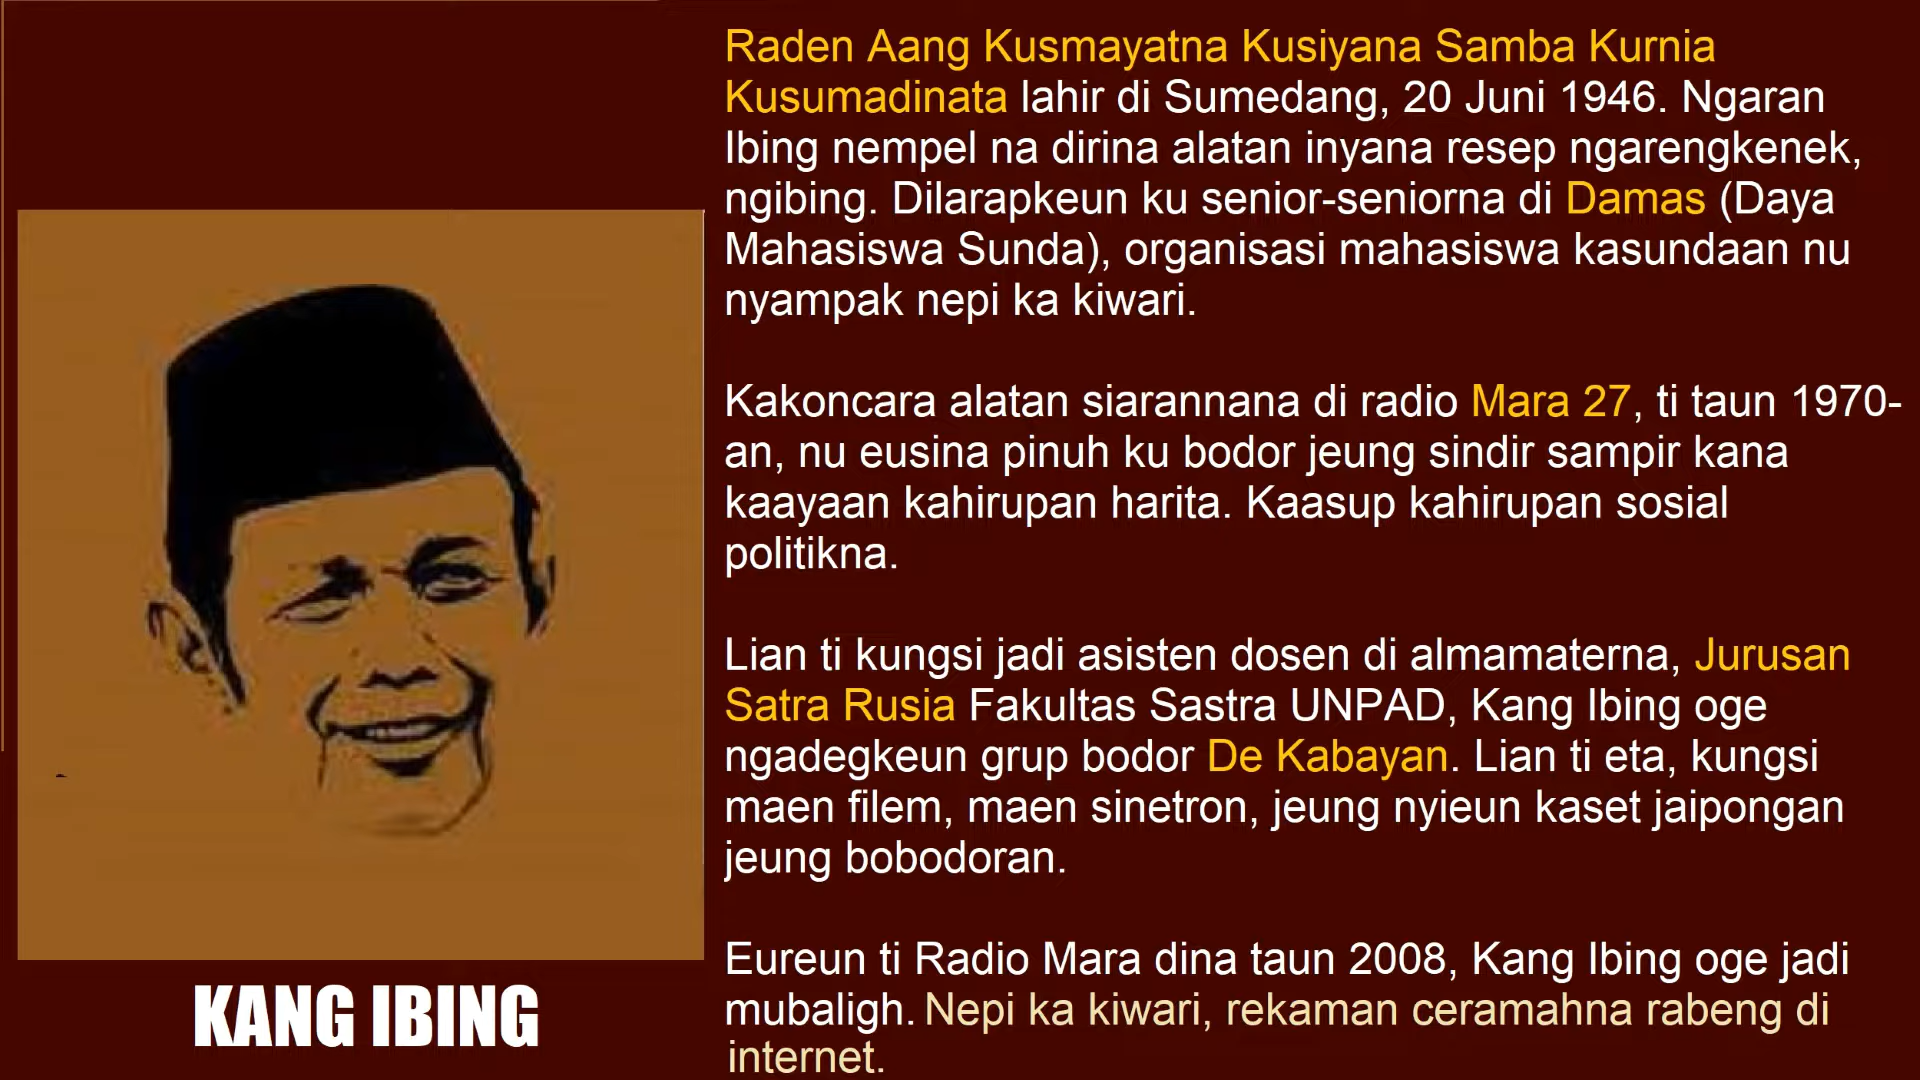 Raden Aang Kusmayatna Kusiyana Samba Kurnia
Kusumadinata lahir di Sumedang, 20 Juni 1946. Ngaran
Ibing nempel na dirina alatan inyana resep ngarengkenek,
ngibing. Dilarapkeun ku senior-seniorna di Damas (Daya
Mahasiswa Sunda), organisasi mahasiswa kasundaan nu
nyampak nepi ka kiwari.
Kakoncara alatan siarannana di radio Mara 27, ti taun 1970-
an, nu eusina pinuh ku bodor jeung sindir sampir kana
kaayaan kahirupan harita. Kaasup kahirupan sosial
politikna.
Lian ti kungsi jadi asisten dosen di almamaterna, Jurusan
Satra Rusia Fakultas Sastra UNPAD, Kang Ibing oge
ngadegkeun grup bodor De Kabayan. Lian ti eta, kungsi
maen filem, maen sinetron, jeung nyieun kaset jaipongan
jeung bobodoran.
Eureun ti Radio Mara dina taun 2008, Kang Ibing oge jadi
mubaligh. Nepi ka kiwari, rekaman ceramahna rabeng di
internet.
KANG IBING